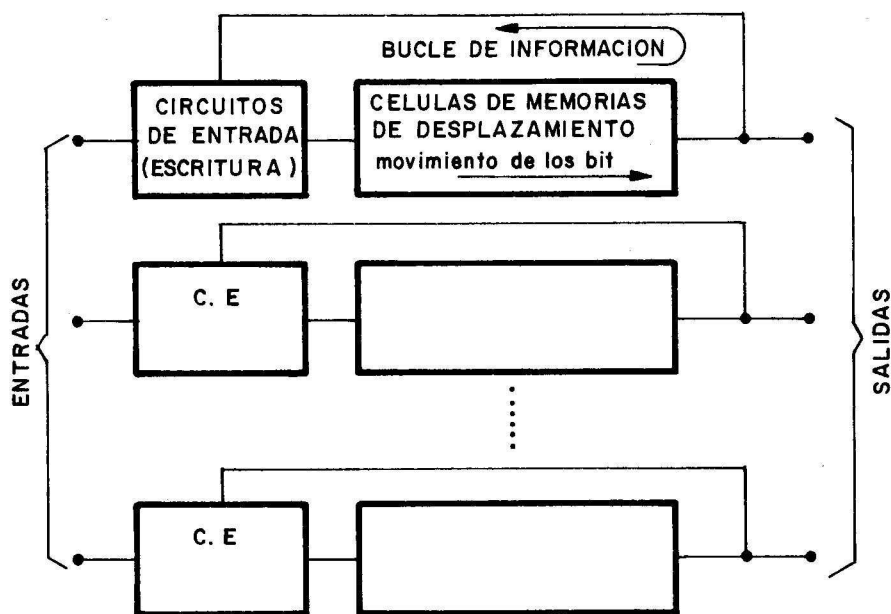 BUCLE DE INFORMACION
CIRCUITOS
DE ENTRADA
(ESCRITURA)
CELULAS DE MEMORIAS
DE DESPLAZAMIENTO
movimiento de los bit
ENTRADAS
C. E
SALIDAS
C. E